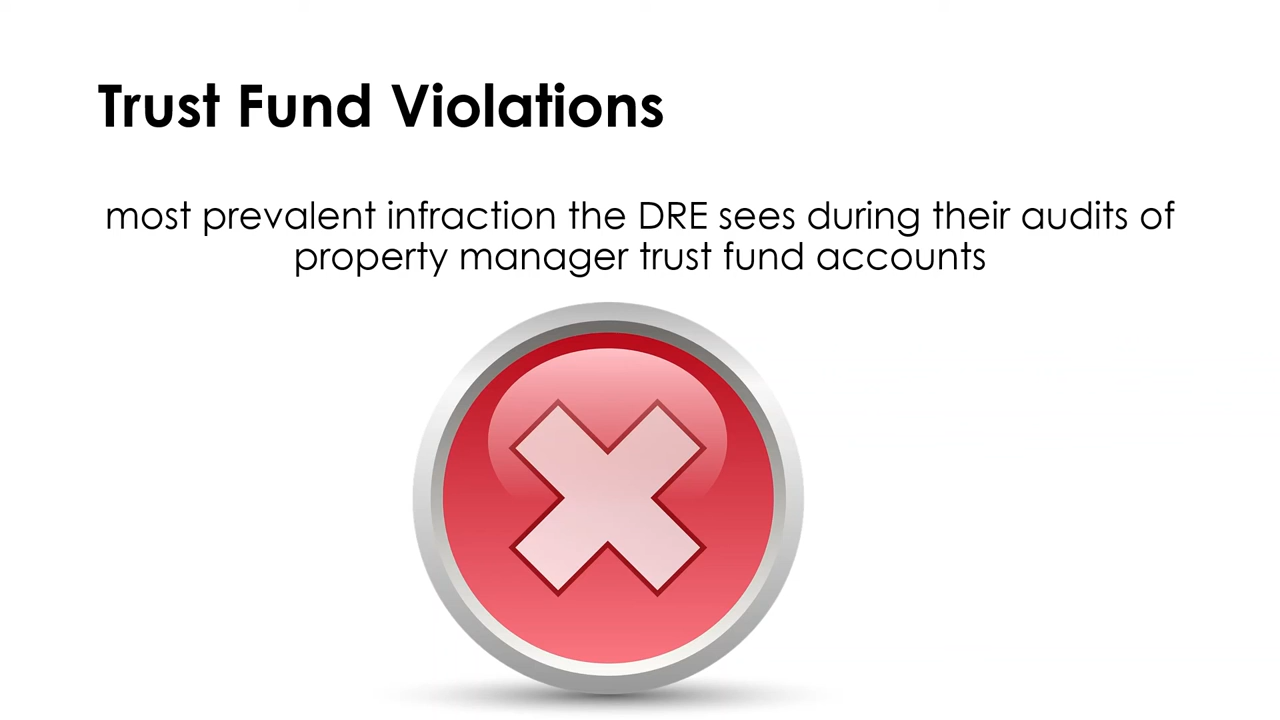 Trust Fund Violations
most prevalent infraction the DRE sees during their audits of
property manager trust fund accounts